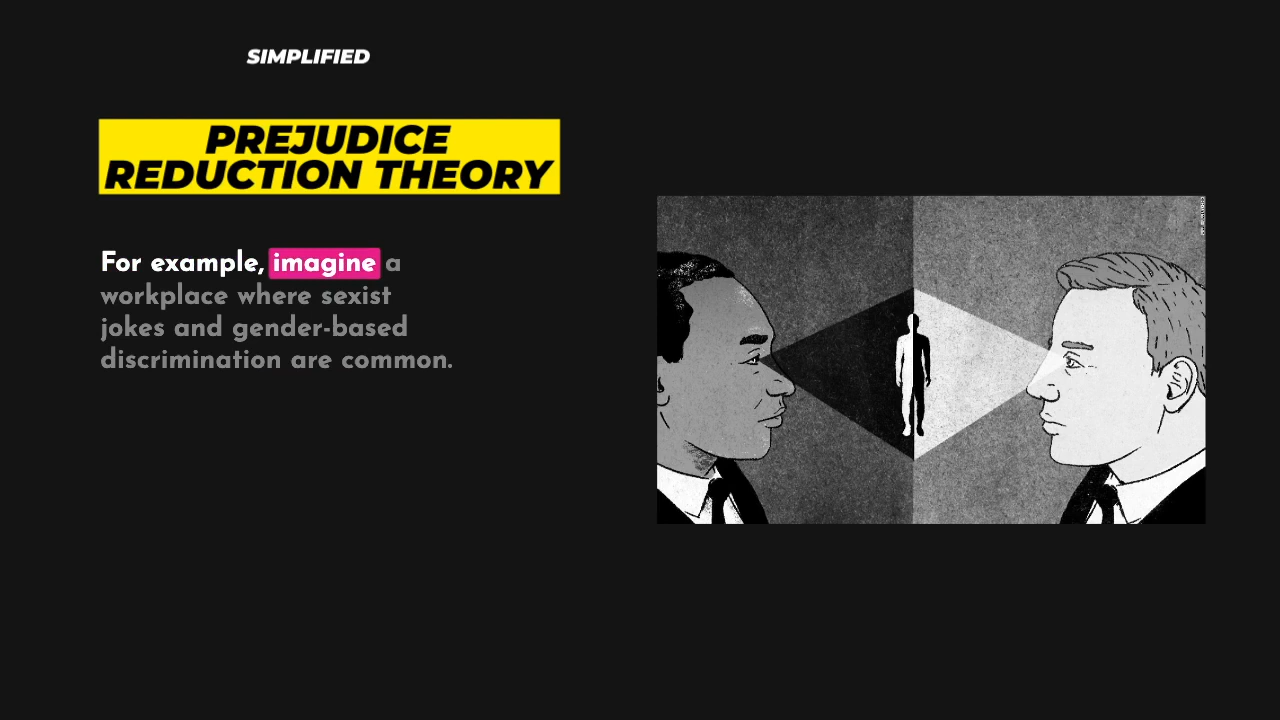 SIMPLIFIED
PREJUDICE
REDUCTION THEORY
For example, imagine a
workplace where sexist
jokes and gender-based
discrimination are common.